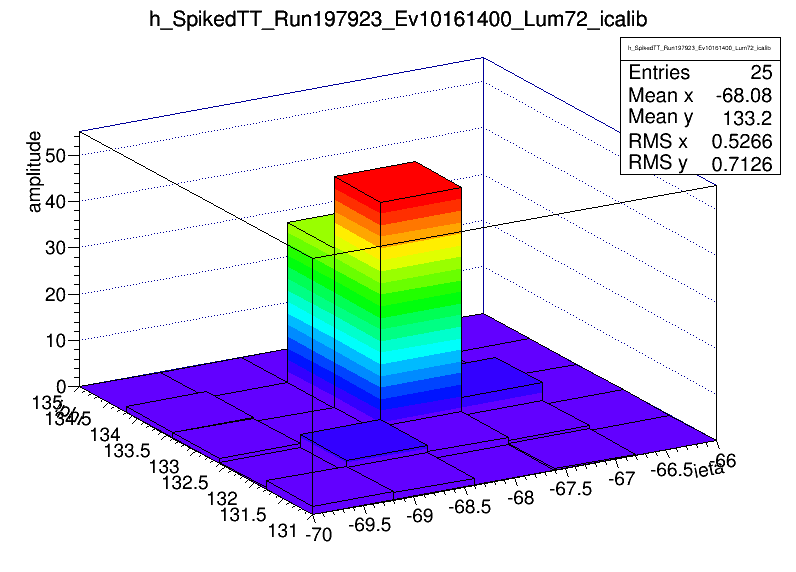 h_SpikedTT_Run197923_Ev10161400_Lum72_icalib
h_SpikedTT_Run197923_Ev10161400_Lum72_icalib
Entries 25
Mean x -68.08
Mean y 133.2
RMS x 0.5266
RMS y 0.7126
amplitude
50
40
30
20
10
0
135
134.5
134
133.5
133
132.5
132
131.5
131
-70
-69.5
-69
-68.5
-68
-67.5
-67
-66.5
-66
ieta